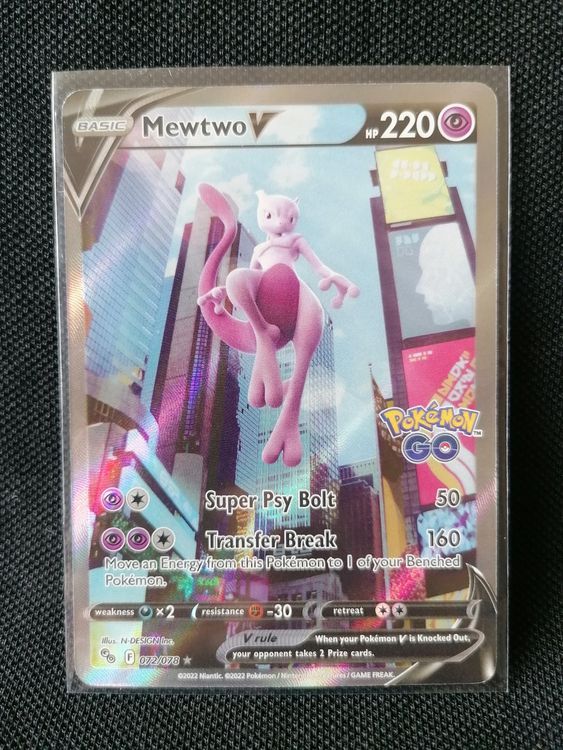 BASIC Mewtwo V HP 220
Pokémon
GO
Super Psy Bolt 50
Transfer Break 160
Move an Energy from this Pokémon to 1 of your Benched
Pokémon.
weakness ×2 resistance -30 retreat
Illus. N-DESIGN Inc.
V rule When your Pokémon V is Knocked Out,
your opponent takes 2 Prize cards.
F 072/078 ★
©2022 Niantic. ©2022 Pokémon / GAME FREAK.